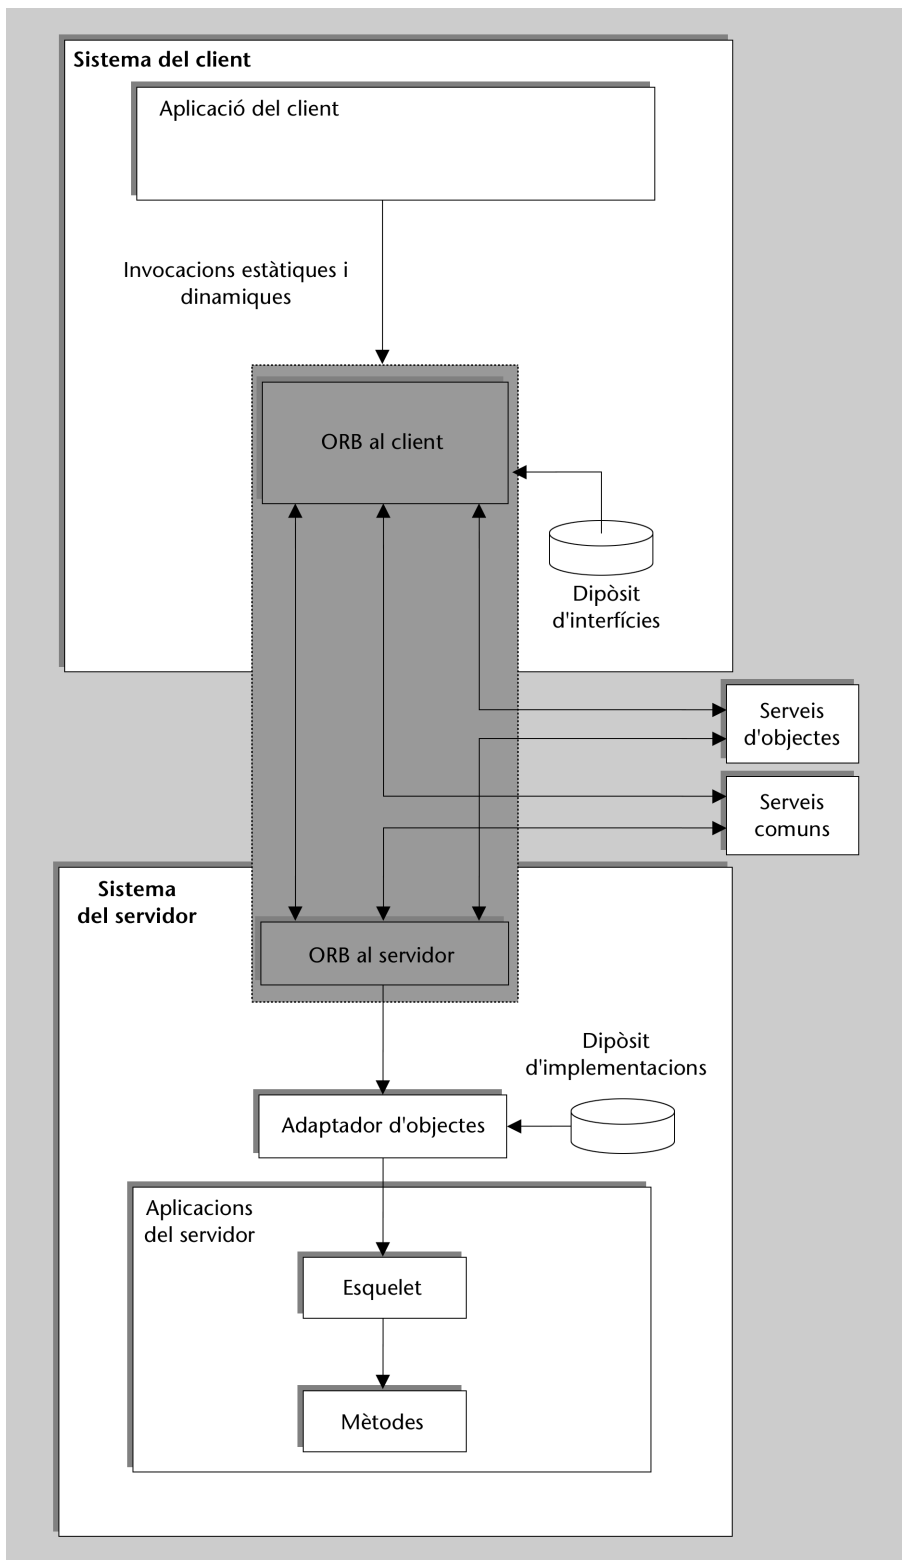 Sistema del client
Aplicació del client
Invocacions estàtiques i
dinamiques
ORB al client
Dipòsit
d'interfícies
Serveis
d'objectes
Serveis
comuns
Sistema
del servidor
ORB al servidor
Dipòsit
d'implementacions
Adaptador d'objectes
Aplicacions
del servidor
Esquelet
Mètodes